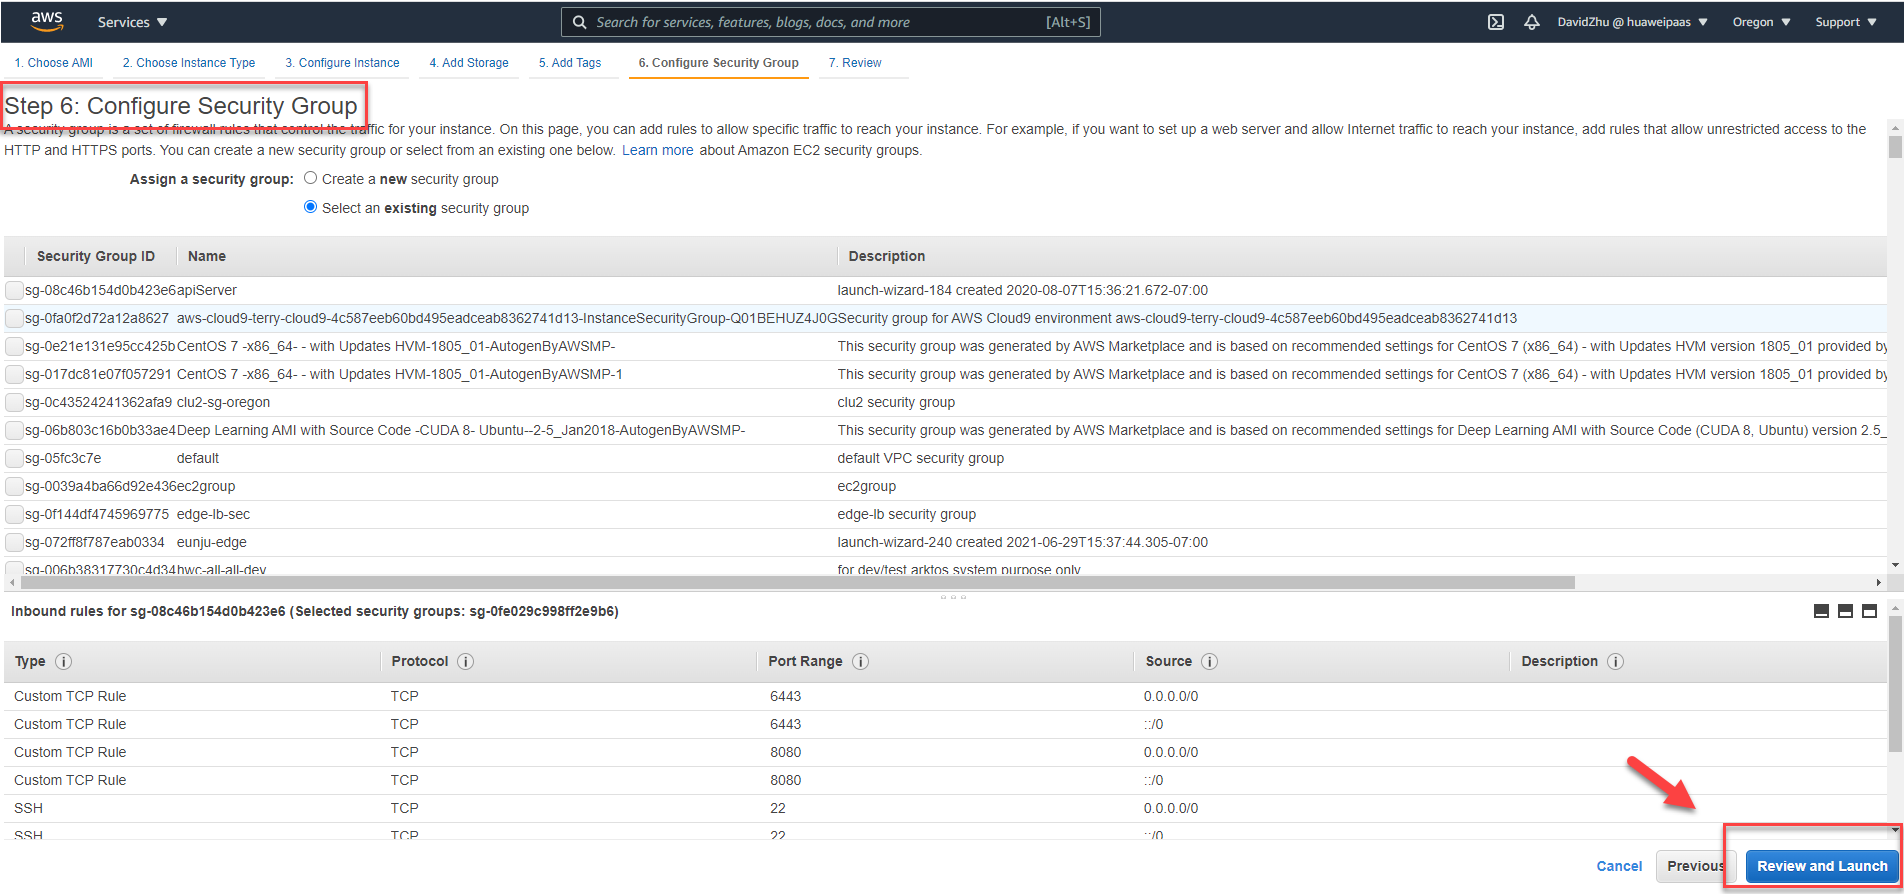 aws Services Search for services, features, blogs, docs, and more [Alt+S] DavidZhu @ huaweipaas Oregon Support
1. Choose AMI 2. Choose Instance Type 3. Configure Instance 4. Add Storage 5. Add Tags 6. Configure Security Group 7. Review
Step 6: Configure Security Group
A security group is a set of firewall rules that control the traffic for your instance. On this page, you can add rules to allow specific traffic to reach your instance. For example, if you want to set up a web server and allow Internet traffic to reach your instance, add rules that allow unrestricted access to the
HTTP and HTTPS ports. You can create a new security group or select from an existing one below. Learn more about Amazon EC2 security groups.
Assign a security group: Create a new security group
Select an existing security group
Security Group ID Name Description
sg-08c46b154d0b423e6 apiServer launch-wizard-184 created 2020-08-07T15:36:21.672-07:00
sg-0fa0f2d72a12a8627 aws-cloud9-terry-cloud9-4c587eeb60bd495eadceab8362741d13-InstanceSecurityGroup-Q01BEHUZ4J0G Security group for AWS Cloud9 environment aws-cloud9-terry-cloud9-4c587eeb60bd495eadceab8362741d13
sg-0e21e131e95cc425b CentOS 7 -x86_64- - with Updates HVM-1805_01-AutogenByAWSMP- This security group was generated by AWS Marketplace and is based on recommended settings for CentOS 7 (x86_64) - with Updates HVM version 1805_01 provided by
sg-017dc81e07f057291 CentOS 7 -x86_64- - with Updates HVM-1805_01-AutogenByAWSMP-1 This security group was generated by AWS Marketplace and is based on recommended settings for CentOS 7 (x86_64) - with Updates HVM version 1805_01 provided by
sg-0c43524241362afa9 clu2-sg-oregon clu2 security group
sg-06b803c16b0b33ae4 Deep Learning AMI with Source Code -CUDA 8- Ubuntu--2-5_Jan2018-AutogenByAWSMP- This security group was generated by AWS Marketplace and is based on recommended settings for Deep Learning AMI with Source Code (CUDA 8, Ubuntu) version 2.5_
sg-05fc3c7e default default VPC security group
sg-0039a4ba66d92e436 ec2group ec2group
sg-0f144df4745969775 edge-lb-sec edge-lb security group
sg-072ff8f787eab0334 eunju-edge launch-wizard-240 created 2021-06-29T15:37:44.305-07:00
sg-006b38317730c4d34 hwc-all-all-dev for dev/test arktos system purpose only
Inbound rules for sg-08c46b154d0b423e6 (Selected security groups: sg-0fe029c998ff2e9b6)
Type Protocol Port Range Source Description
Custom TCP Rule TCP 6443 0.0.0.0/0
Custom TCP Rule TCP 6443 ::/0
Custom TCP Rule TCP 8080 0.0.0.0/0
Custom TCP Rule TCP 8080 ::/0
SSH TCP 22 0.0.0.0/0
SSH TCP 22 ::/0
Cancel Previous Review and Launch